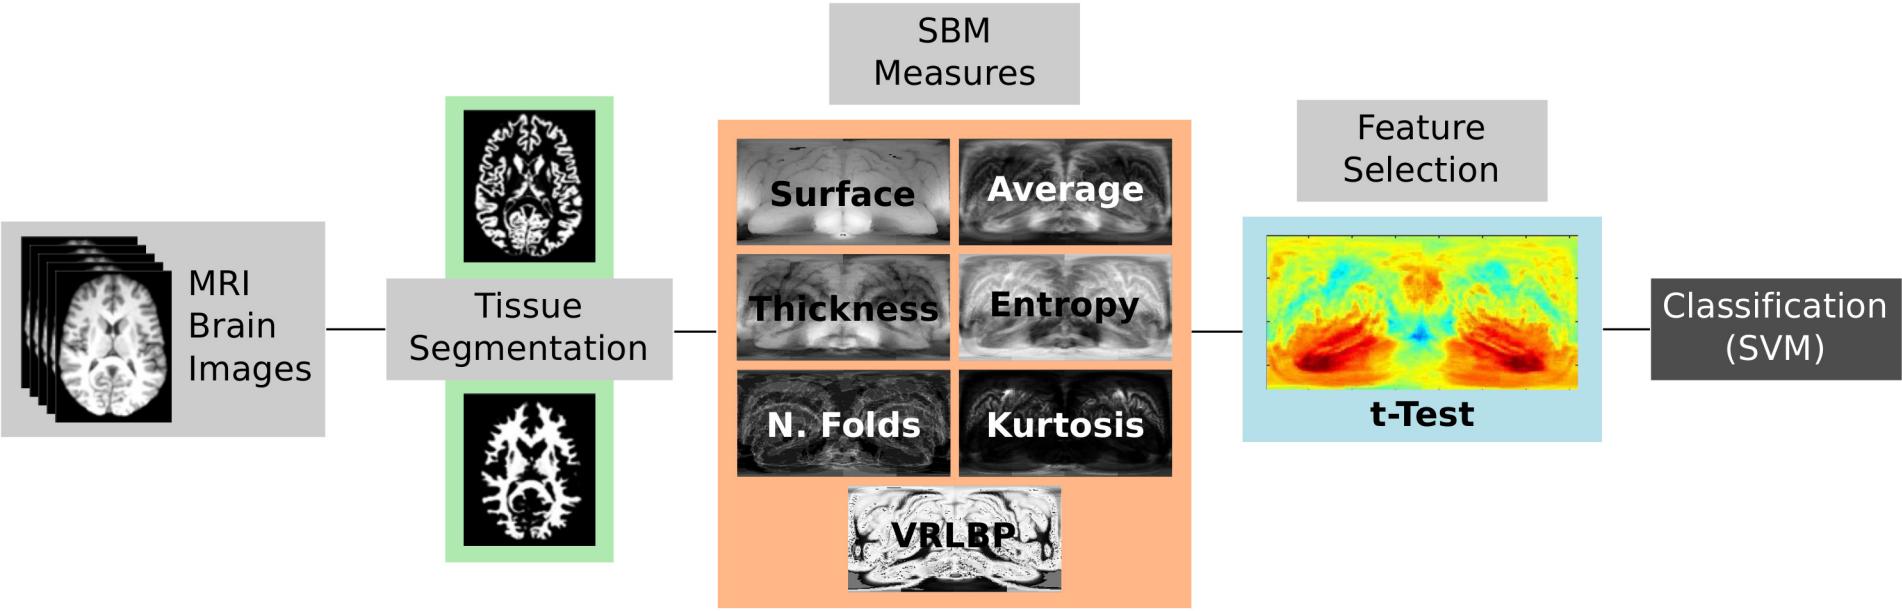 MRI
Brain
Images
Tissue
Segmentation
SBM
Measures
Surface
Average
Thickness
Entropy
N. Folds
Kurtosis
VRLBP
Feature
Selection
t-Test
Classification
(SVM)